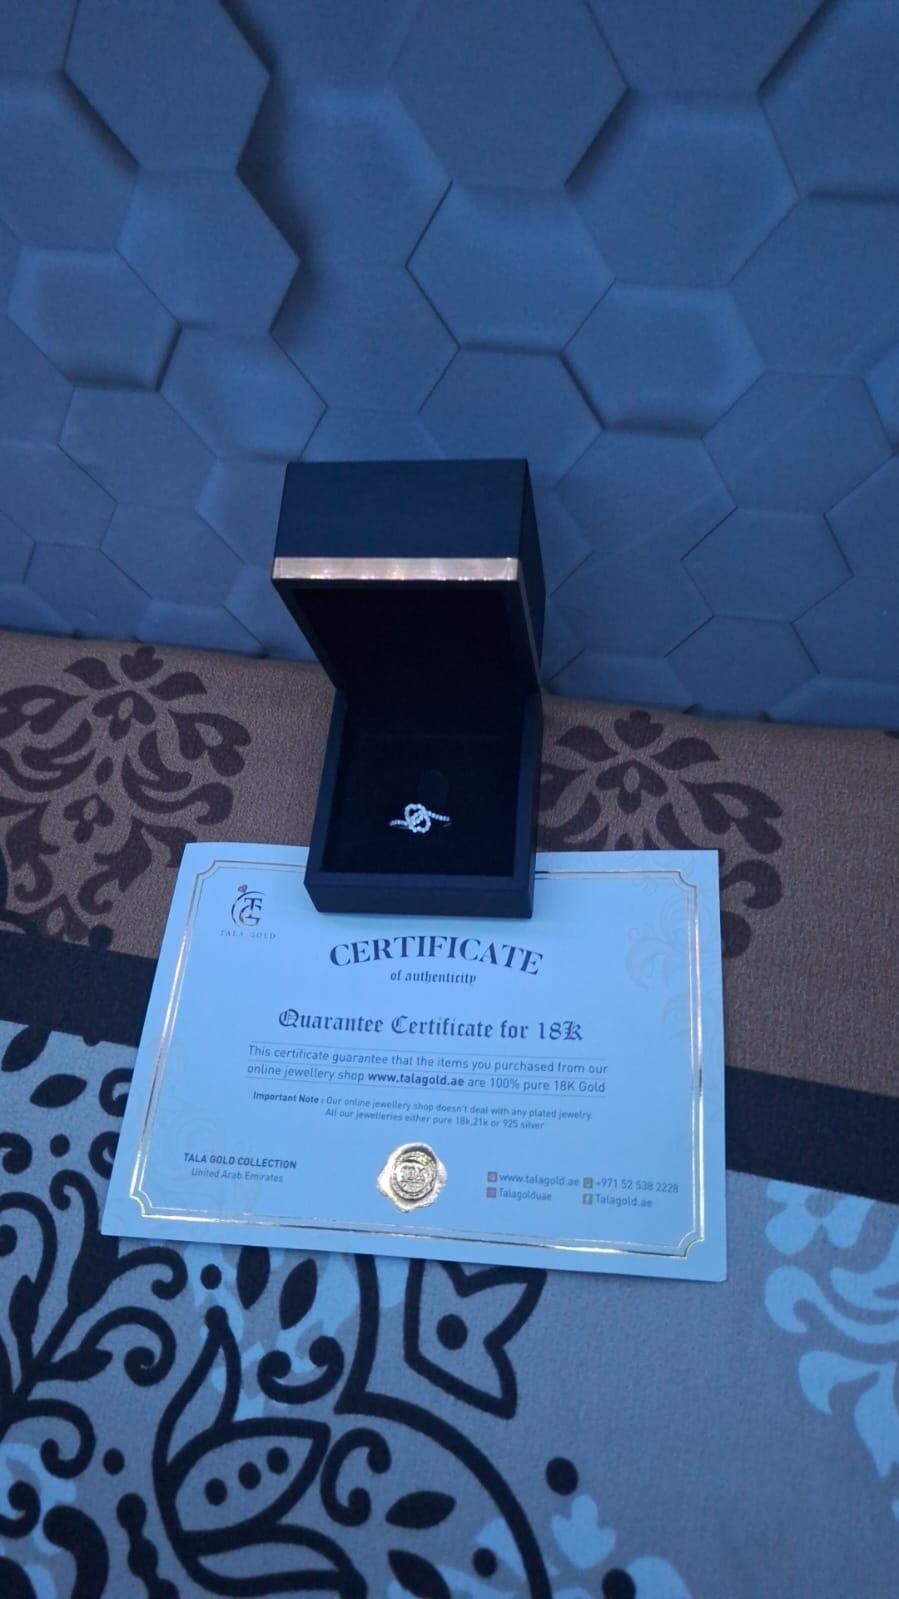 TG
TALA GOLD
CERTIFICATE
of authenticity
Quarantee Certificate for 18K
This certificate guarantee that the items you purchased from our
online jewellery shop www.talagold.ae are 100% pure 18K Gold
Important Note : Our online jewellery shop doesn't deal with any plated jewelry.
All our jewelleries either pure 18k,21k or 925 silver
TALA GOLD COLLECTION
United Arab Emirates
www.talagold.ae +971 52 538 2228
Talagolduae Talagold.ae